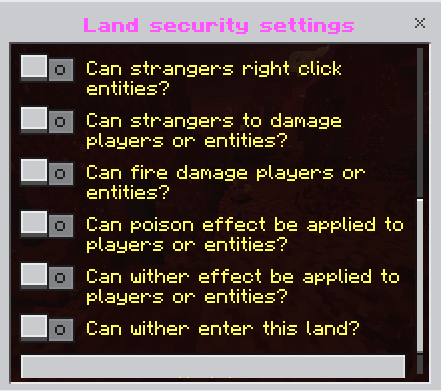 Land security settings
Can strangers right click
entities?
Can strangers to damage
players or entities?
Can fire damage players or
entities?
Can poison effect be applied to
players or entities?
Can wither effect be applied to
players or entities?
Can wither enter this land?